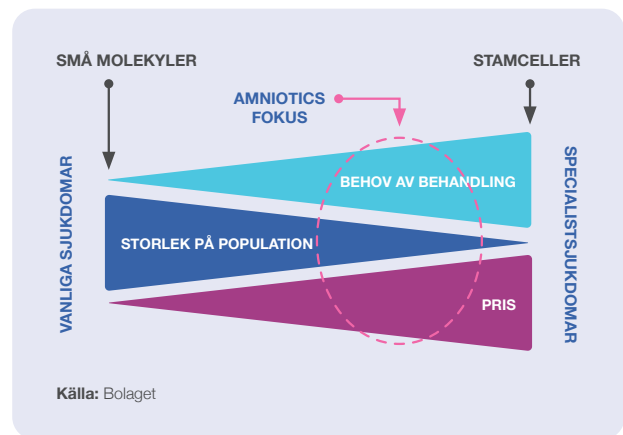 SMÅ MOLEKYLER
STAMCELLER
AMNIOTICS
FOKUS
VANLIGA SJUKDOMAR
BEHOV AV BEHANDLING
STORLEK PÅ POPULATION
PRIS
SPECIALISTSJUKDOMAR
Källa: Bolaget